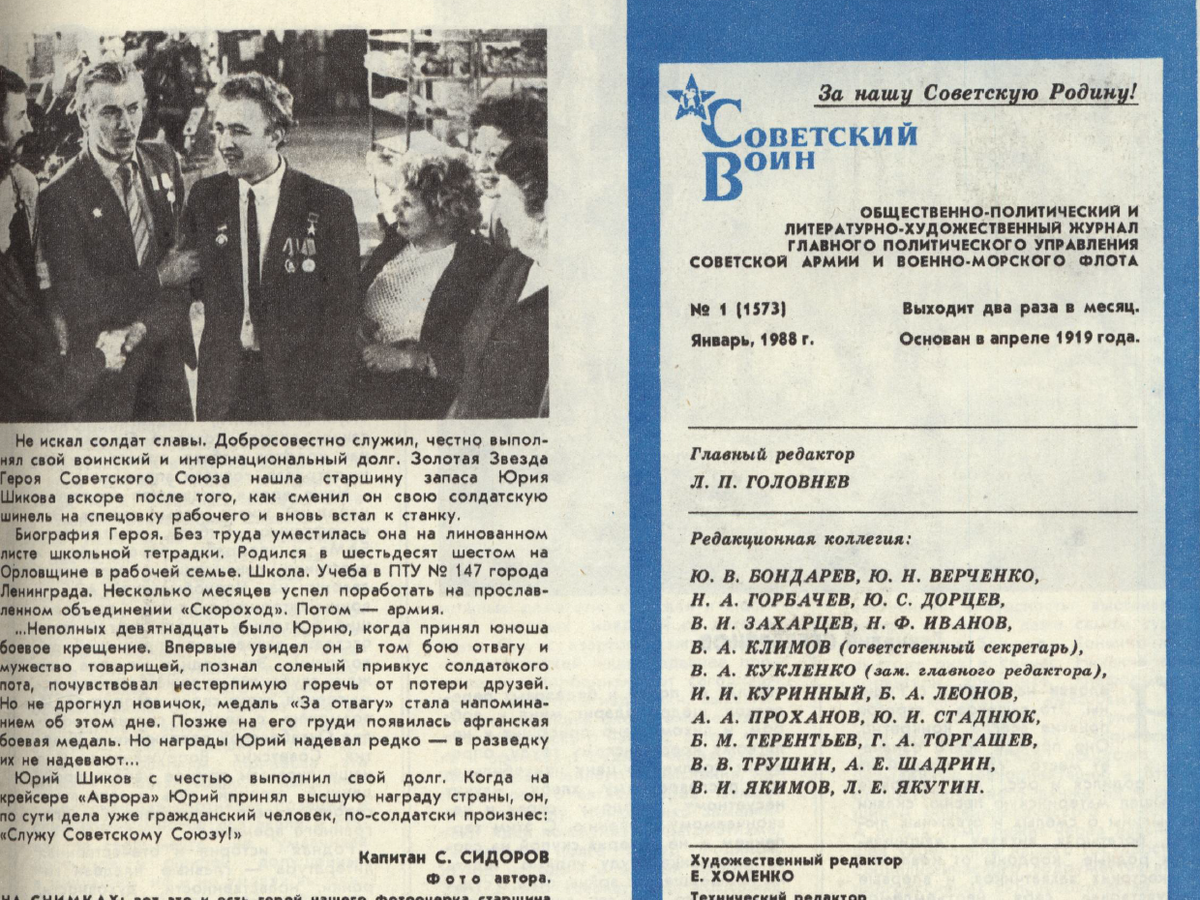 Не искал солдат славы. Добросовестно служил, честно выпол-
нял свой воинский и интернациональный долг. Золотая Звезда
Героя Советского Союза нашла старшину запаса Юрия
Шикова вскоре после того, как сменил он свою солдатскую
шинель на спецовку рабочего и вновь встал к станку.
Биография Героя. Без труда уместилась она на линованном
листе школьной тетрадки. Родился в шестьдесят шестом на
Орловщине в рабочей семье. Школа. Учеба в ПТУ № 147 города
Ленинграда. Несколько месяцев успел поработать на прослав-
ленном объединении «Скороход». Потом — армия.
...Неполных девятнадцать было Юрию, когда принял юноша
боевое крещение. Впервые увидел он в том бою отвагу и
мужество товарищей, познал соленый привкус солдатского
пота, почувствовал нестерпимую горечь от потери друзей.
Но не дрогнул новичок, медаль «За отвагу» стала напомина-
нием об этом дне. Позже на его груди появилась афганская
боевая медаль. Но награды Юрий надевал редко — в разведку
их не надевают...
Юрий Шиков с честью выполнил свой долг. Когда на
крейсере «Аврора» Юрий принял высшую награду страны, он,
по сути дела уже гражданский человек, по-солдатски произнес:
«Служу Советскому Союзу!»
Капитан С. СИДОРОВ
Фото автора.
НА СНИМКАХ: вот это и есть герой нашего фотоочерка старшина
За нашу Советскую Родину!
Советский
Воин
ОБЩЕСТВЕННО-ПОЛИТИЧЕСКИЙ И
ЛИТЕРАТУРНО-ХУДОЖЕСТВЕННЫЙ ЖУРНАЛ
ГЛАВНОГО ПОЛИТИЧЕСКОГО УПРАВЛЕНИЯ
СОВЕТСКОЙ АРМИИ И ВОЕННО-МОРСКОГО ФЛОТА
№ 1 (1573) Выходит два раза в месяц.
Январь, 1988 г. Основан в апреле 1919 года.
Главный редактор
Л. П. ГОЛОВНЕВ
Редакционная коллегия:
Ю. В. БОНДАРЕВ, Ю. Н. ВЕРЧЕНКО,
Н. А. ГОРБАЧЕВ, Ю. С. ДОРЦЕВ,
В. И. ЗАХАРЦЕВ, Н. Ф. ИВАНОВ,
В. А. КЛИМОВ (ответственный секретарь),
В. А. КУКЛЕНКО (зам. главного редактора),
И. И. КУРИННЫЙ, Б. А. ЛЕОНОВ,
А. А. ПРОХАНОВ, Ю. И. СТАДНЮК,
Б. М. ТЕРЕНТЬЕВ, Г. А. ТОРГАШЕВ,
В. В. ТРУШИН, А. Е. ШАДРИН,
В. И. ЯКИМОВ, Л. Е. ЯКУТИН.
Художественный редактор
Е. ХОМЕНКО
Технический редактор